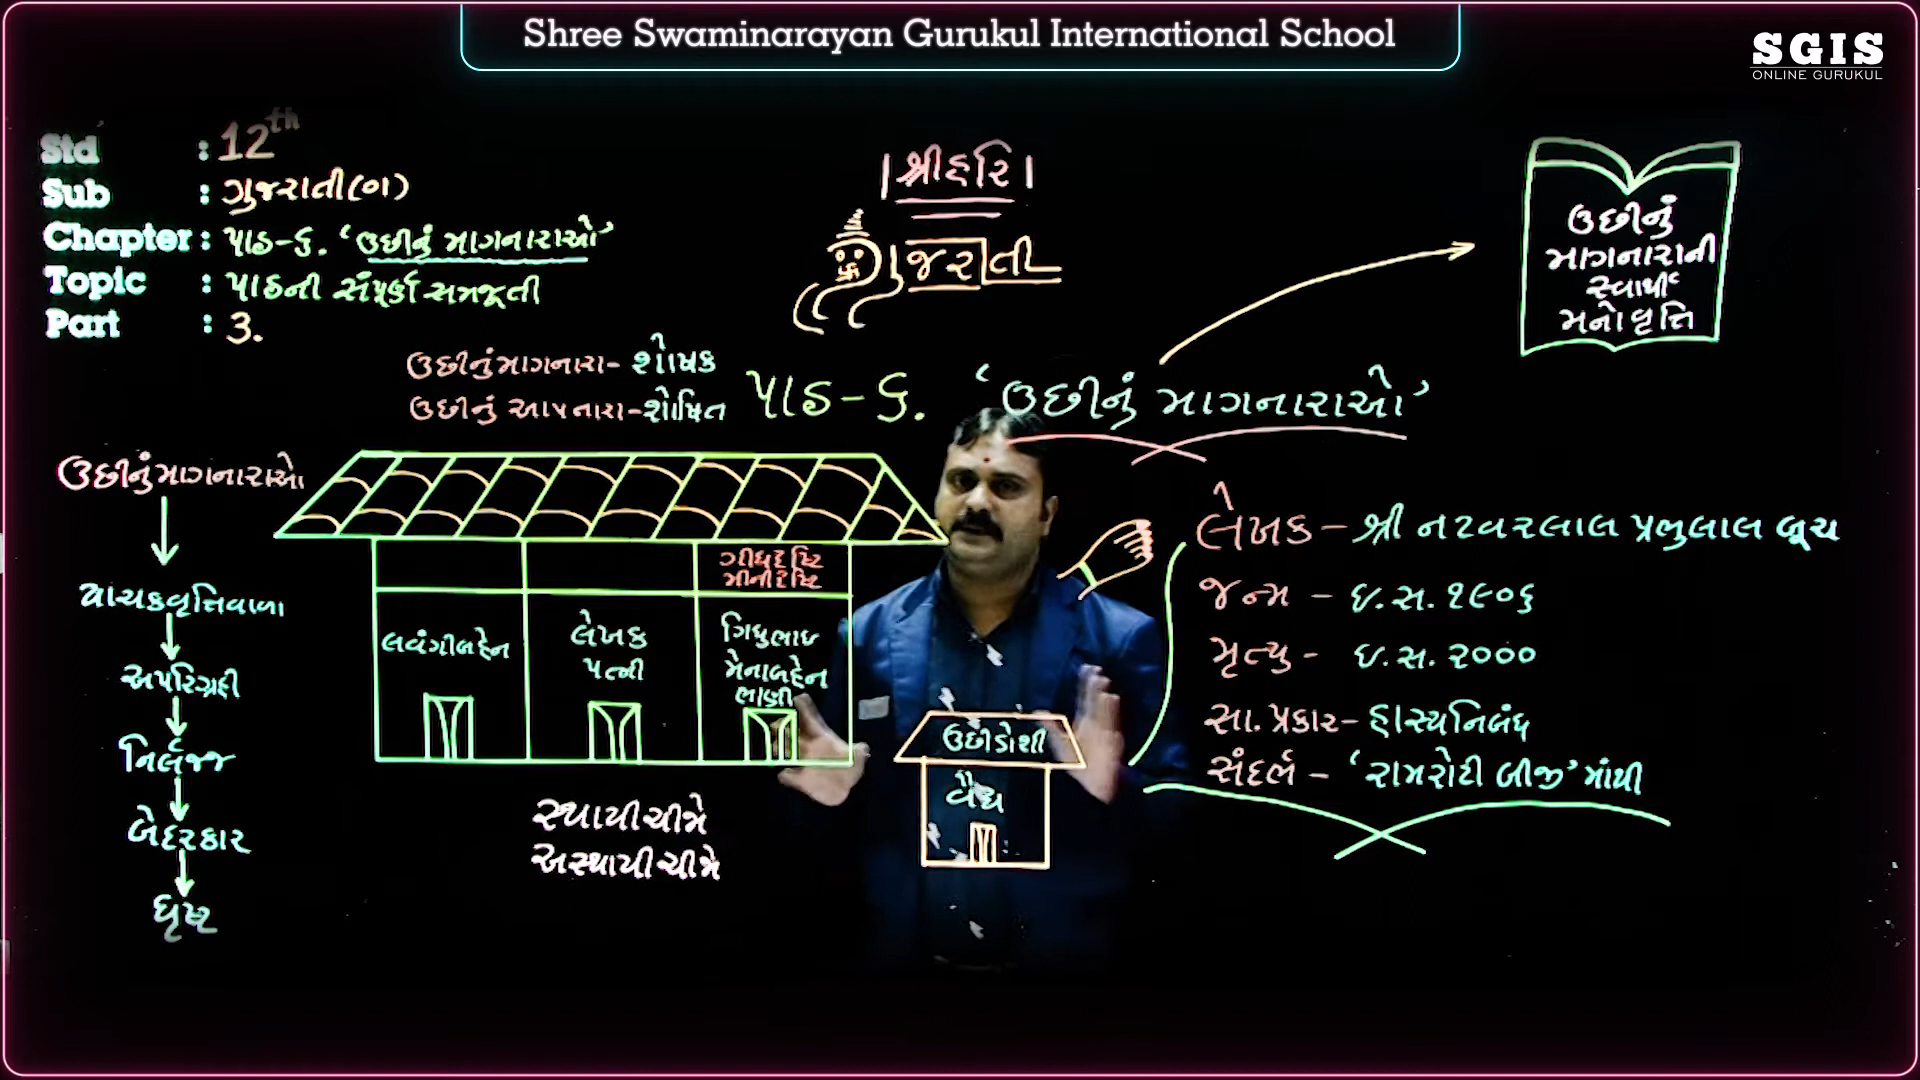 Shree Swaminarayan Gurukul International School
SGIS
ONLINE GURUKUL
Std : 12th
Sub : ગુજરાતી(૦૧)
Chapter : પાઠ-૬. 'ઉછીનું માગનારાઓ'
Topic : પાઠની સંપૂર્ણ સમજૂતી
Part : 3.
|શ્રીહરિ|
ગુજરાતી
ઉછીનું
માગનારાની
સ્વાર્થી
મનોવૃત્તિ
ઉછીનું માગનારા- શોષક
ઉછીનું આપનારા-શોષિત
પાઠ-૬. 'ઉછીનું માગનારાઓ'
ઉછીનું માગનારાઓ
યાચકવૃત્તિવાળા
અપરિગ્રહી
નિર્લજ્જ
બેદરકાર
ધૃષ્ટ
ગીધદ્રષ્ટિ
મીનીદ્રષ્ટિ
લવંગીબહેન
લેખક
પત્ની
ગિધુભાઇ
મેનાબહેન
ભાણી
સ્થાયી ચીજો
અસ્થાયી ચીજો
ઉછીડોશી
વૈદ્ય
લેખક - શ્રી નટવરલાલ પ્રભુલાલ બૂચ
જન્મ - ઇ.સ. ૧૯૦૬
મૃત્યુ - ઇ.સ. ૨૦૦૦
સા. પ્રકાર- હાસ્યનિબંધ
સંદર્ભ - 'રામરોટી બીજી' માંથી